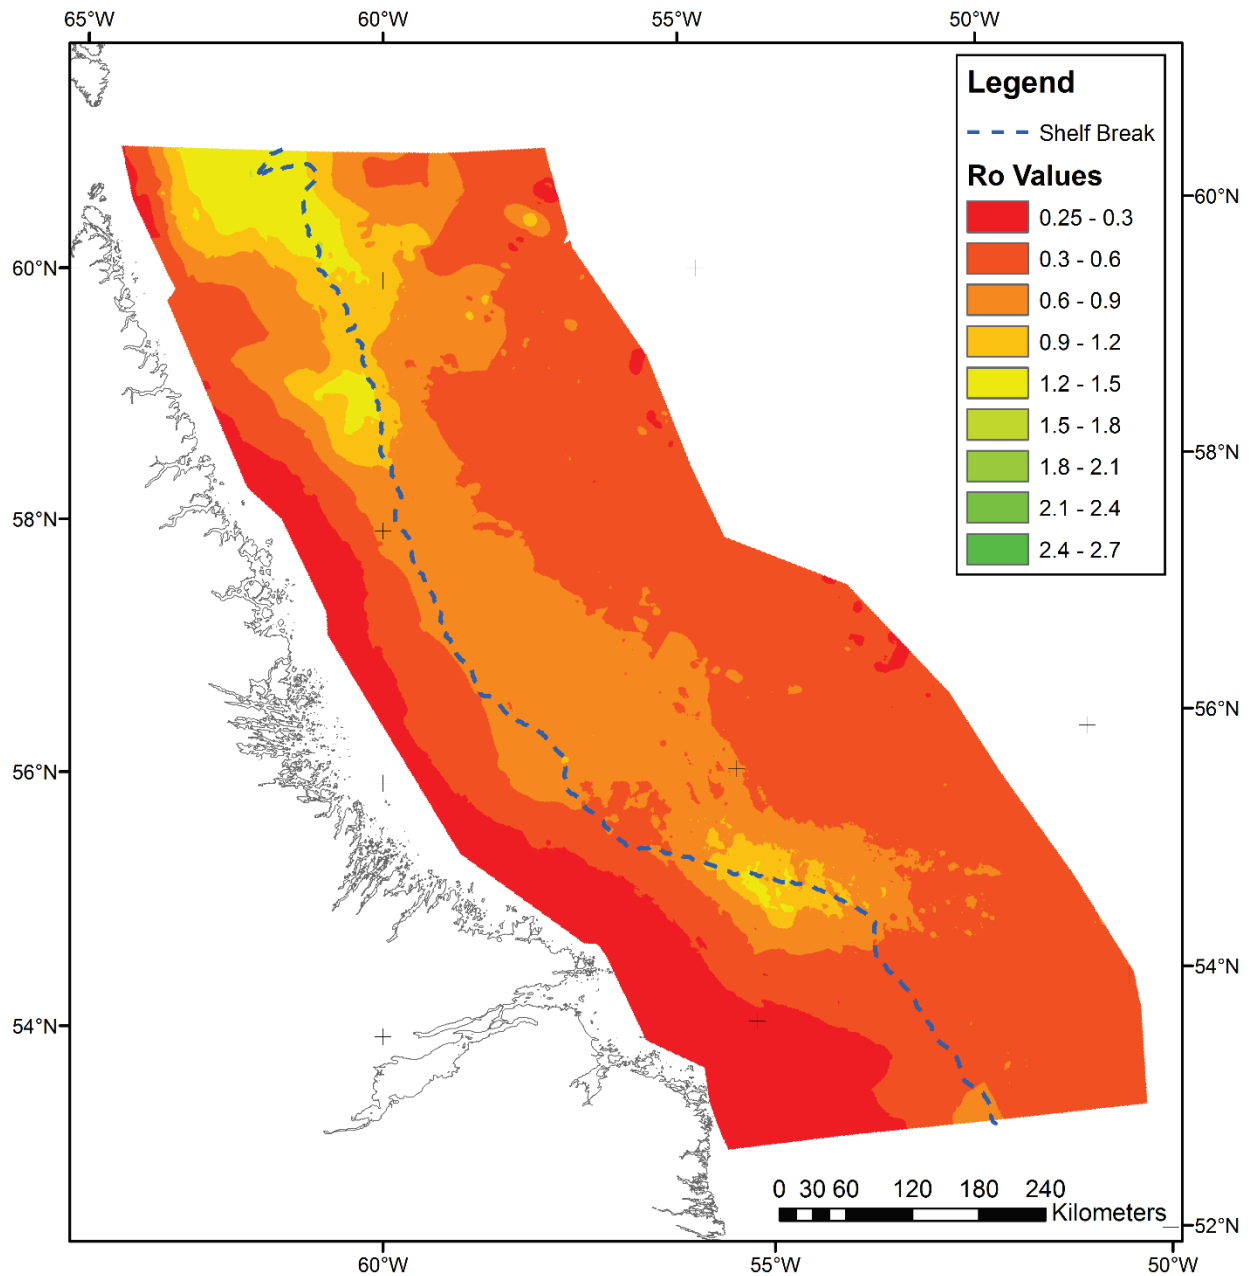 65°W 60°W 55°W 50°W
Legend
Shelf Break
Ro Values
0.25 - 0.3
0.3 - 0.6
0.6 - 0.9
0.9 - 1.2
1.2 - 1.5
1.5 - 1.8
1.8 - 2.1
2.1 - 2.4
2.4 - 2.7
60°N
60°N
58°N
58°N
56°N
56°N
54°N
54°N
0 30 60 120 180 240
Kilometers
52°N
60°W 55°W 50°W